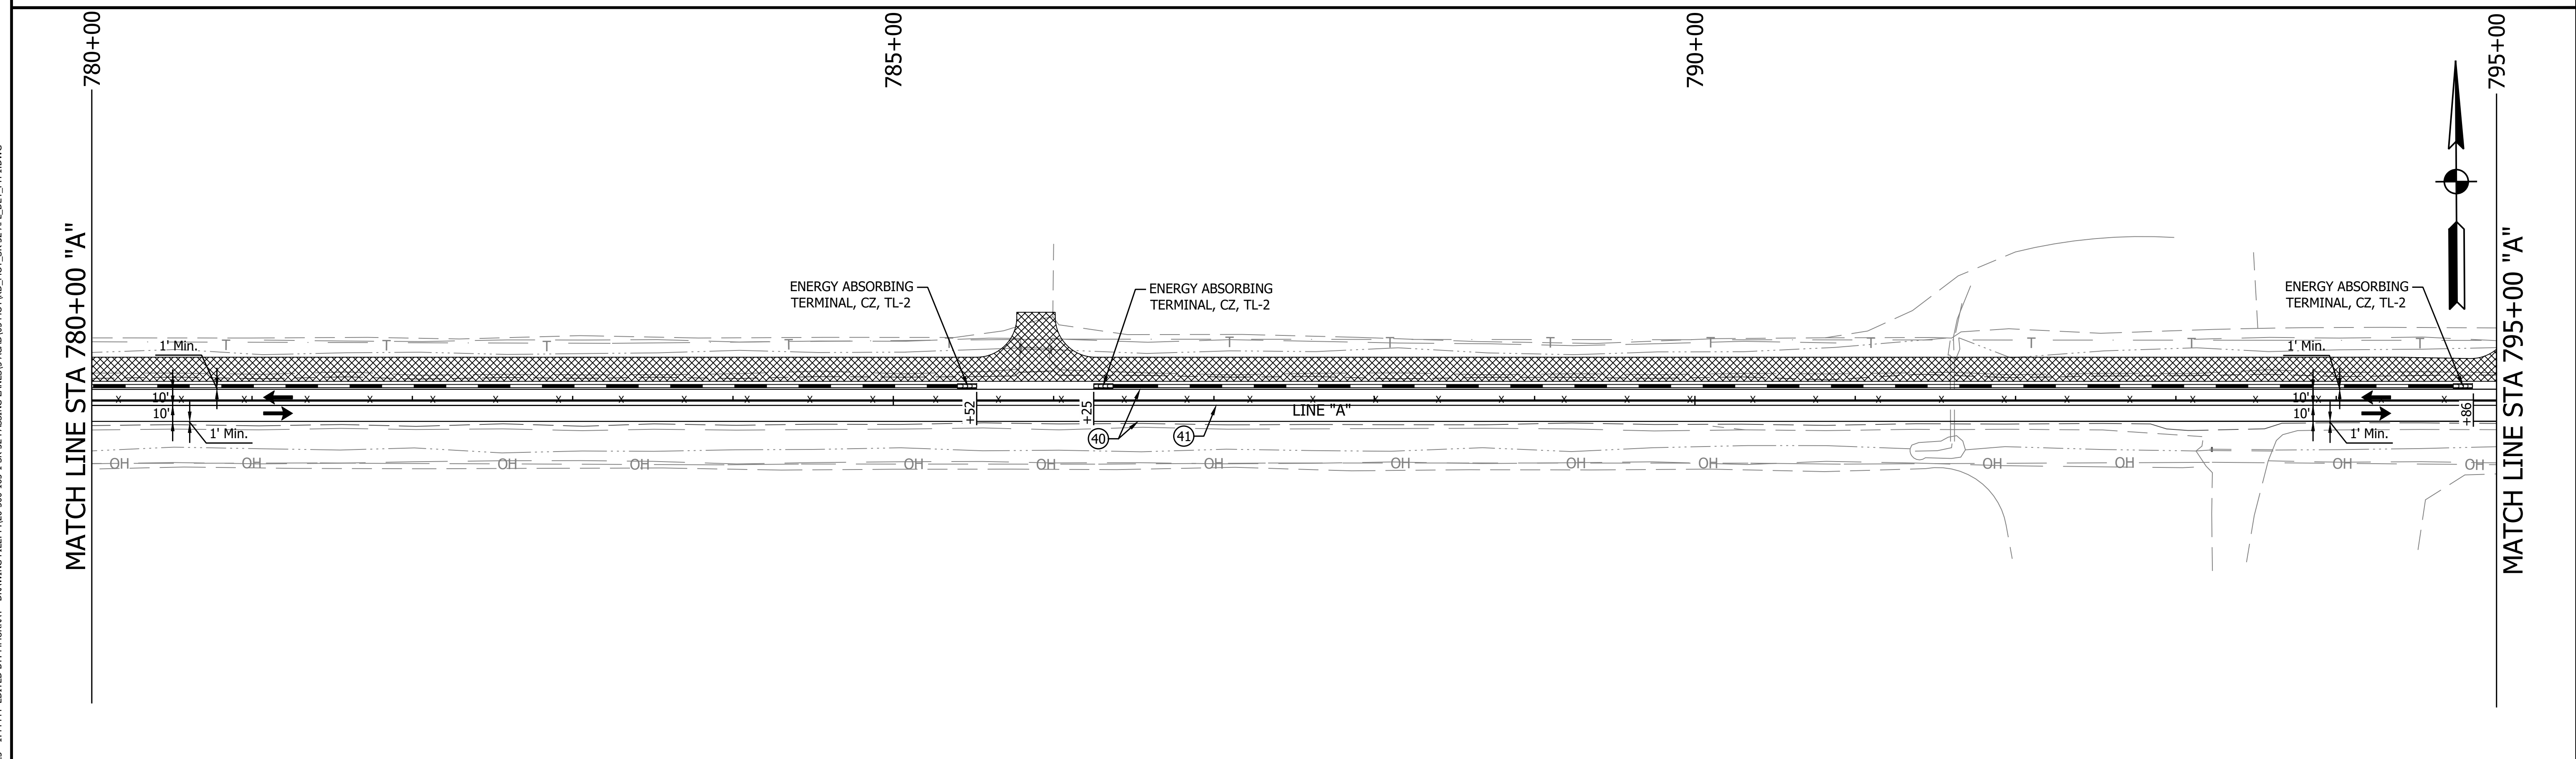 780+00
785+00
790+00
795+00
MATCH LINE STA 780+00 "A"
MATCH LINE STA 795+00 "A"
ENERGY ABSORBING
TERMINAL, CZ, TL-2
ENERGY ABSORBING
TERMINAL, CZ, TL-2
ENERGY ABSORBING
TERMINAL, CZ, TL-2
1' Min.
1' Min.
T T T T T T T T T T T T T
10'
10'
10'
10'
+52
+25
+86
LINE "A"
40
41
1' Min.
1' Min.
OH OH OH OH OH OH OH OH OH OH OH OH OH OH